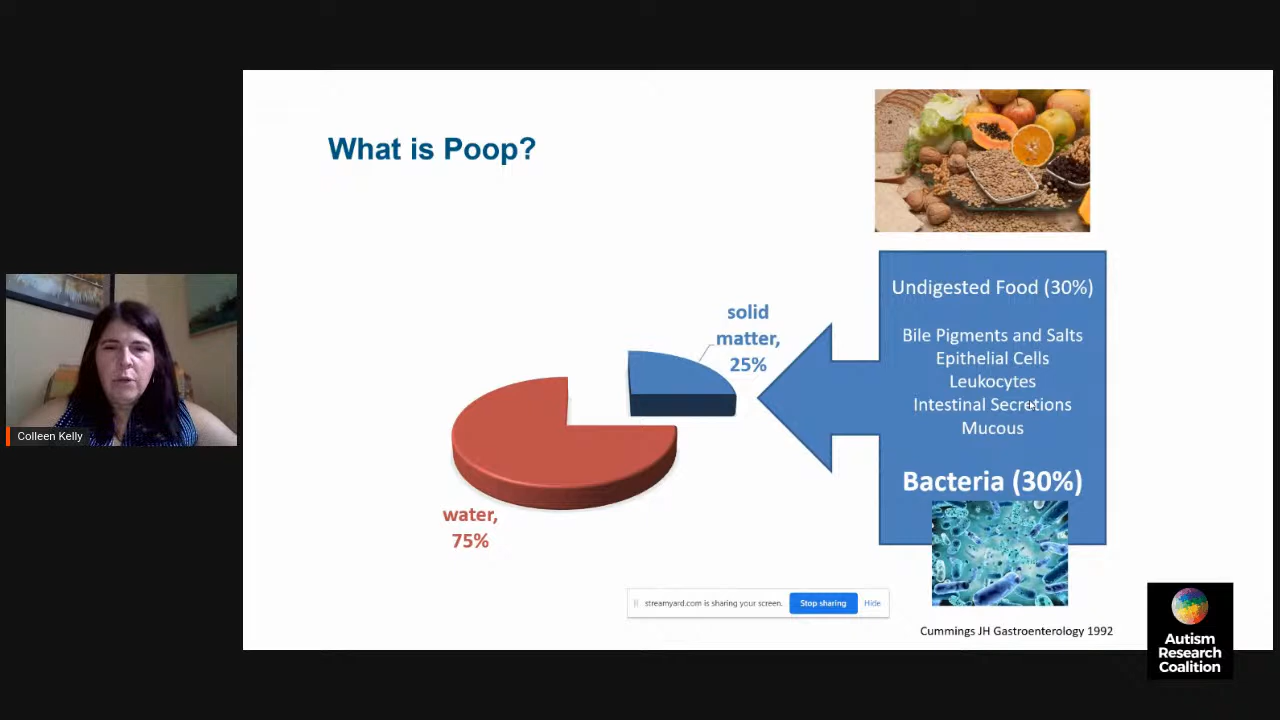 What is Poop?
solid
matter,
25%
water,
75%
Undigested Food (30%)
Bile Pigments and Salts
Epithelial Cells
Leukocytes
Intestinal Secretions
Mucous
Bacteria (30%)
Colleen Kelly
streamyard.com is sharing your screen.
Stop sharing
Hide
Cummings JH Gastroenterology 1992
Autism
Research
Coalition